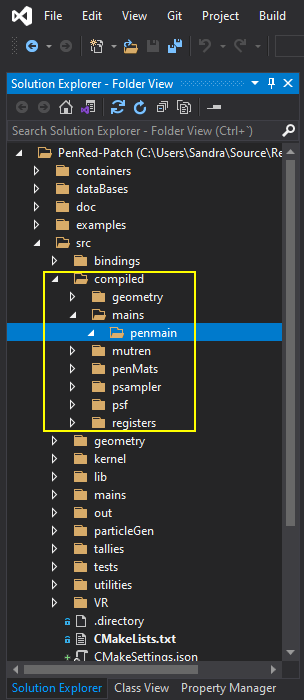 File Edit View Git Project Build
Solution Explorer - Folder View
Search Solution Explorer - Folder View (Ctrl+`)
PenRed-Patch (C:\Users\Sandra\Source\Re
containers
dataBases
doc
examples
src
bindings
compiled
geometry
mains
penmain
mutren
penMats
psampler
psf
registers
geometry
kernel
lib
mains
out
particleGen
tallies
tests
utilities
VR
.directory
CMakeLists.txt
CMakeSettings.json
Solution Explorer Class View Property Manager